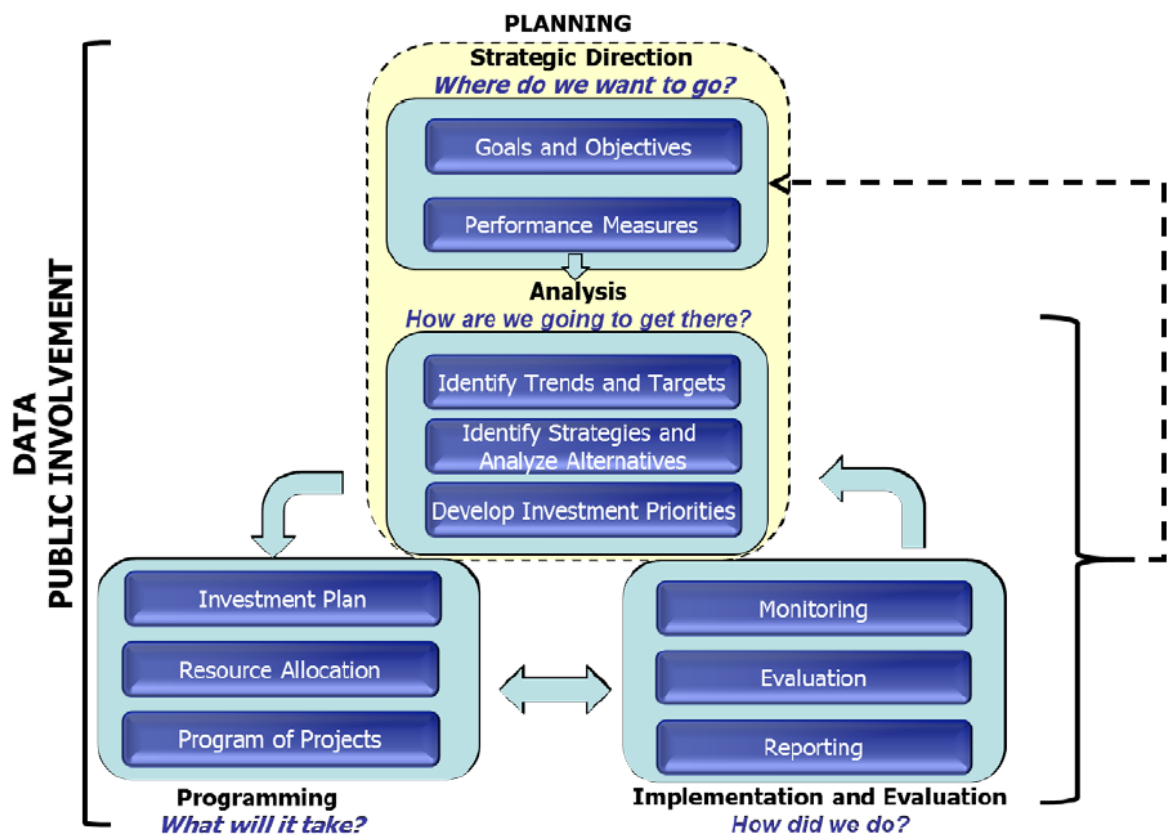 PLANNING
Strategic Direction
Where do we want to go?
Goals and Objectives
Performance Measures
Analysis
How are we going to get there?
Identify Trends and Targets
Identify Strategies and
Analyze Alternatives
Develop Investment Priorities
DATA
PUBLIC INVOLVEMENT
Investment Plan
Resource Allocation
Program of Projects
Programming
What will it take?
Monitoring
Evaluation
Reporting
Implementation and Evaluation
How did we do?